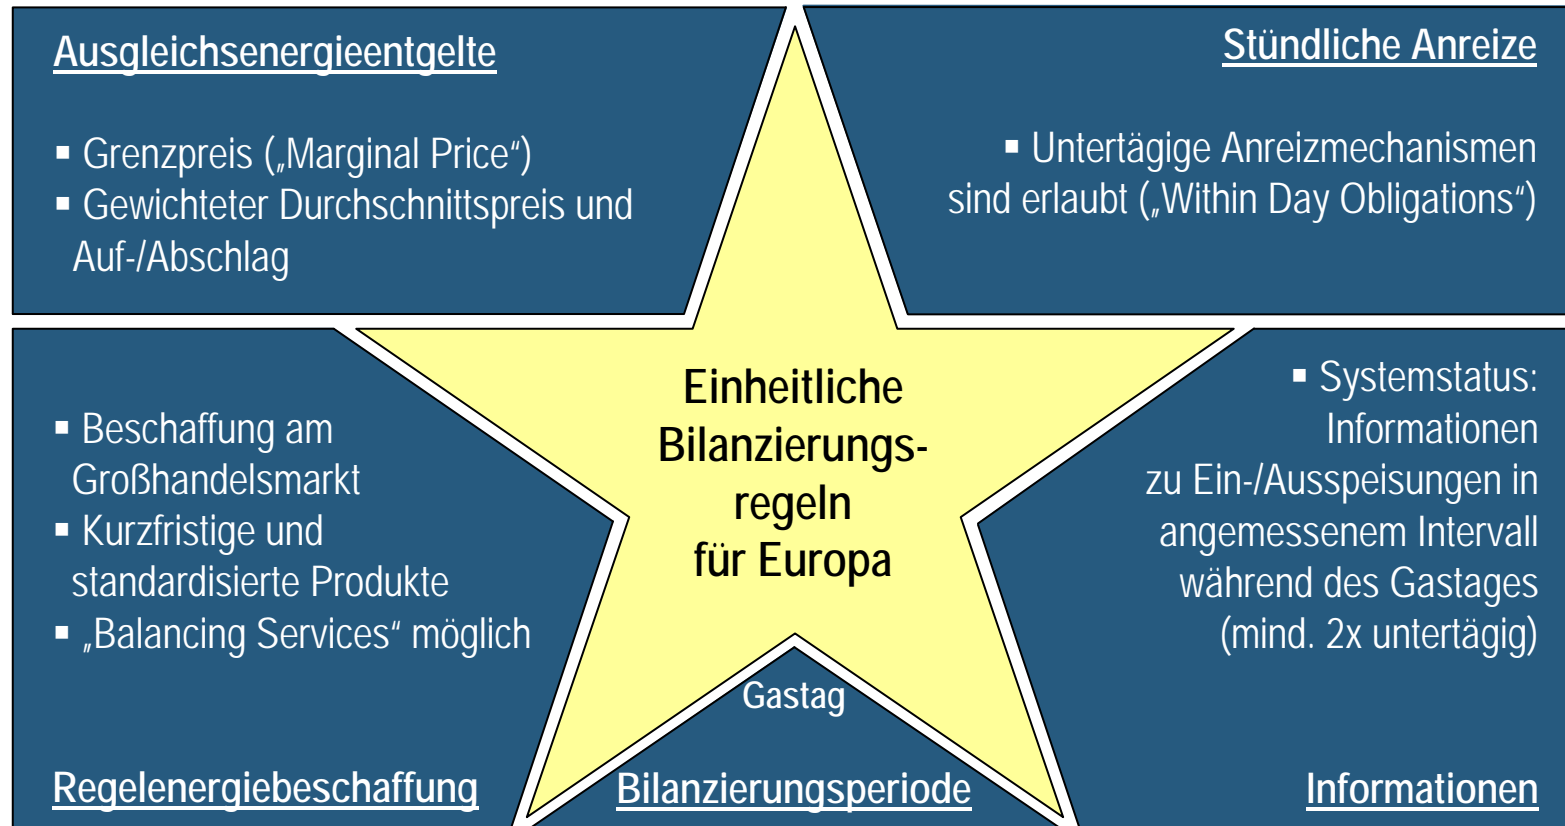 Ausgleichsenergieentgelte
▪ Grenzpreis („Marginal Price“)
▪ Gewichteter Durchschnittspreis und
Auf-/Abschlag
Stündliche Anreize
▪ Untertägige Anreizmechanismen
sind erlaubt („Within Day Obligations“)
Einheitliche
Bilanzierungs-
regeln
für Europa
▪ Beschaffung am
Großhandelsmarkt
▪ Kurzfristige und
standardisierte Produkte
▪ „Balancing Services“ möglich
Regelenergiebeschaffung
Gastag
Bilanzierungsperiode
▪ Systemstatus:
Informationen
zu Ein-/Ausspeisungen in
angemessenem Intervall
während des Gastages
(mind. 2x untertägig)
Informationen